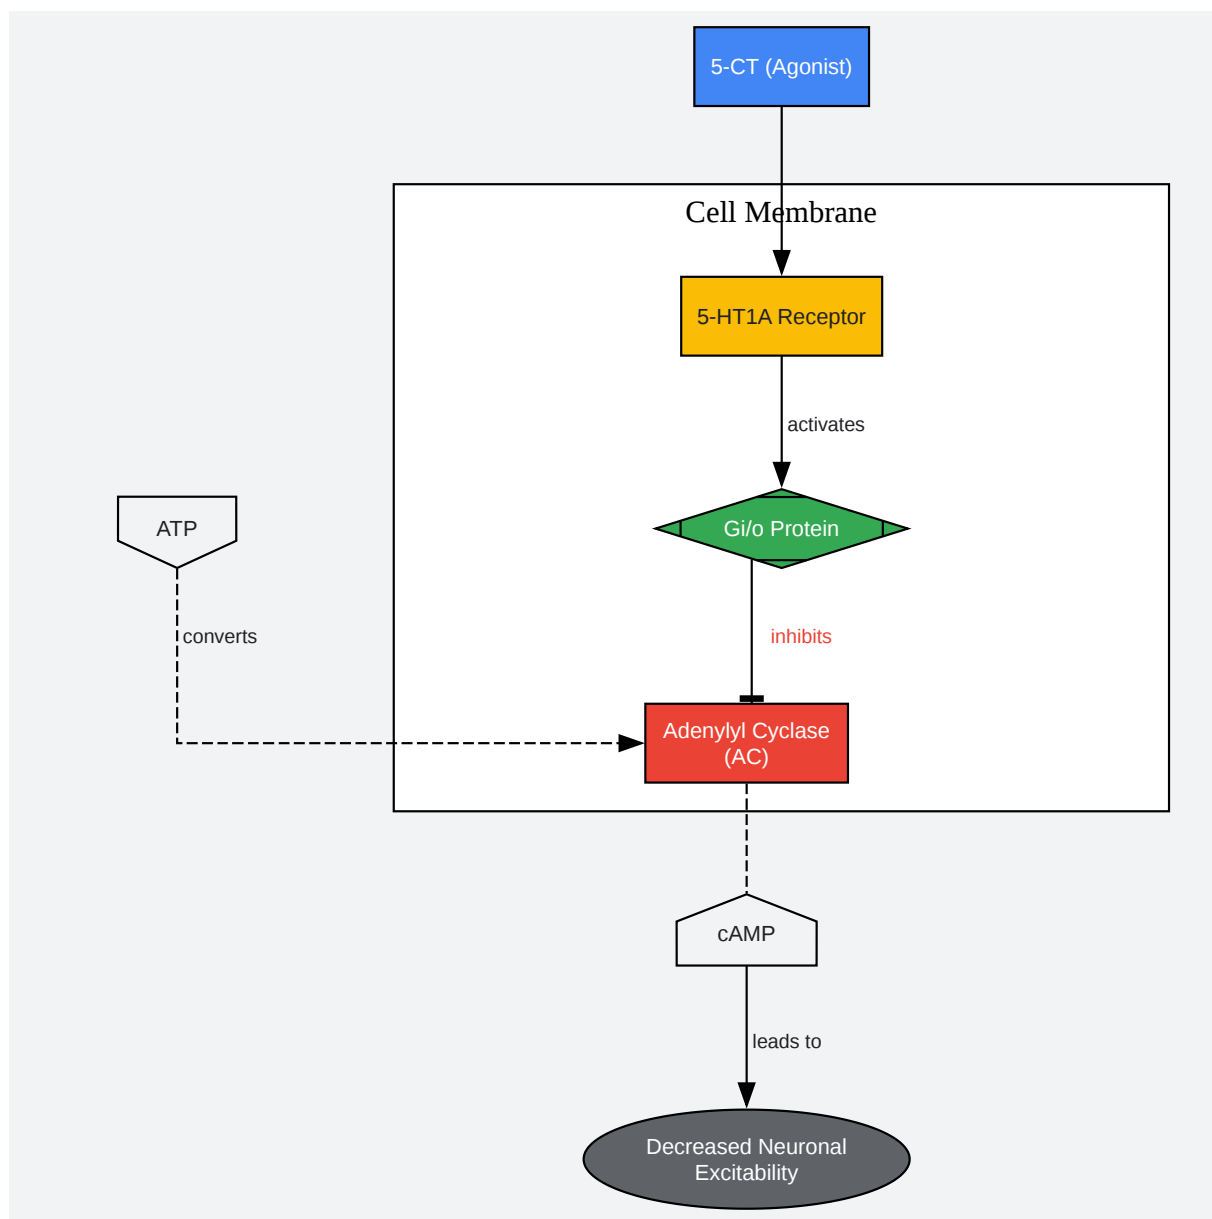 5-CT (Agonist)
Cell Membrane
5-HT1A Receptor
activates
ATP
Gi/o Protein
converts
inhibits
Adenylyl Cyclase
(AC)
cAMP
leads to
Decreased Neuronal
Excitability